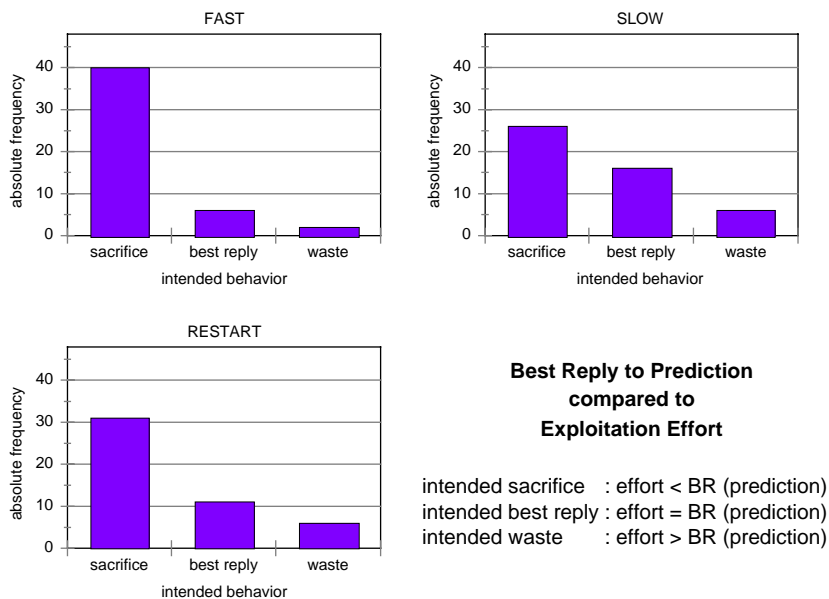 FAST
absolute frequency
40
30
20
10
0
sacrifice best reply waste
intended behavior
SLOW
absolute frequency
40
30
20
10
0
sacrifice best reply waste
intended behavior
RESTART
absolute frequency
40
30
20
10
0
sacrifice best reply waste
intended behavior
Best Reply to Prediction
compared to
Exploitation Effort
intended sacrifice : effort < BR (prediction)
intended best reply : effort = BR (prediction)
intended waste : effort > BR (prediction)